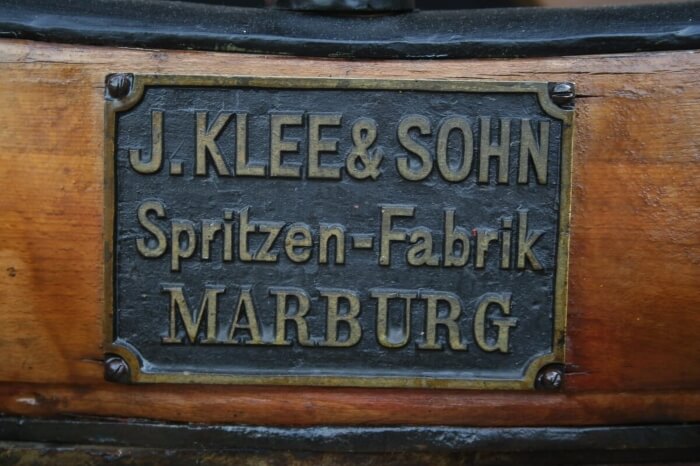 J. KLEE & SOHN
Spritzen-Fabrik
MARBURG